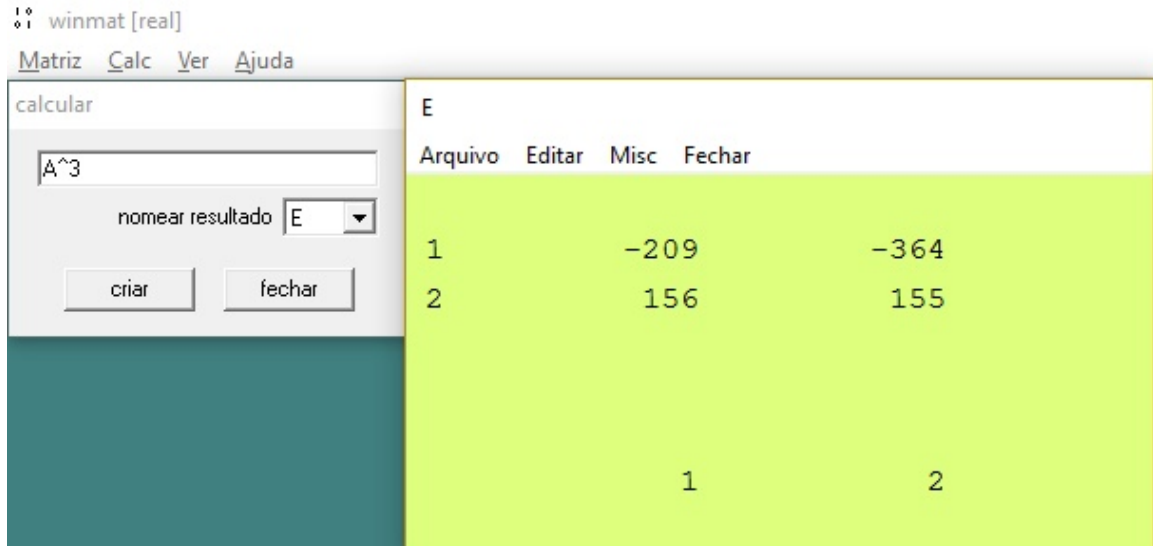 winmat [real]
Matriz Calc Ver Ajuda
calcular
A^3
nomear resultado E
criar fechar
E
Arquivo Editar Misc Fechar
1 -209 -364
2 156 155
1 2